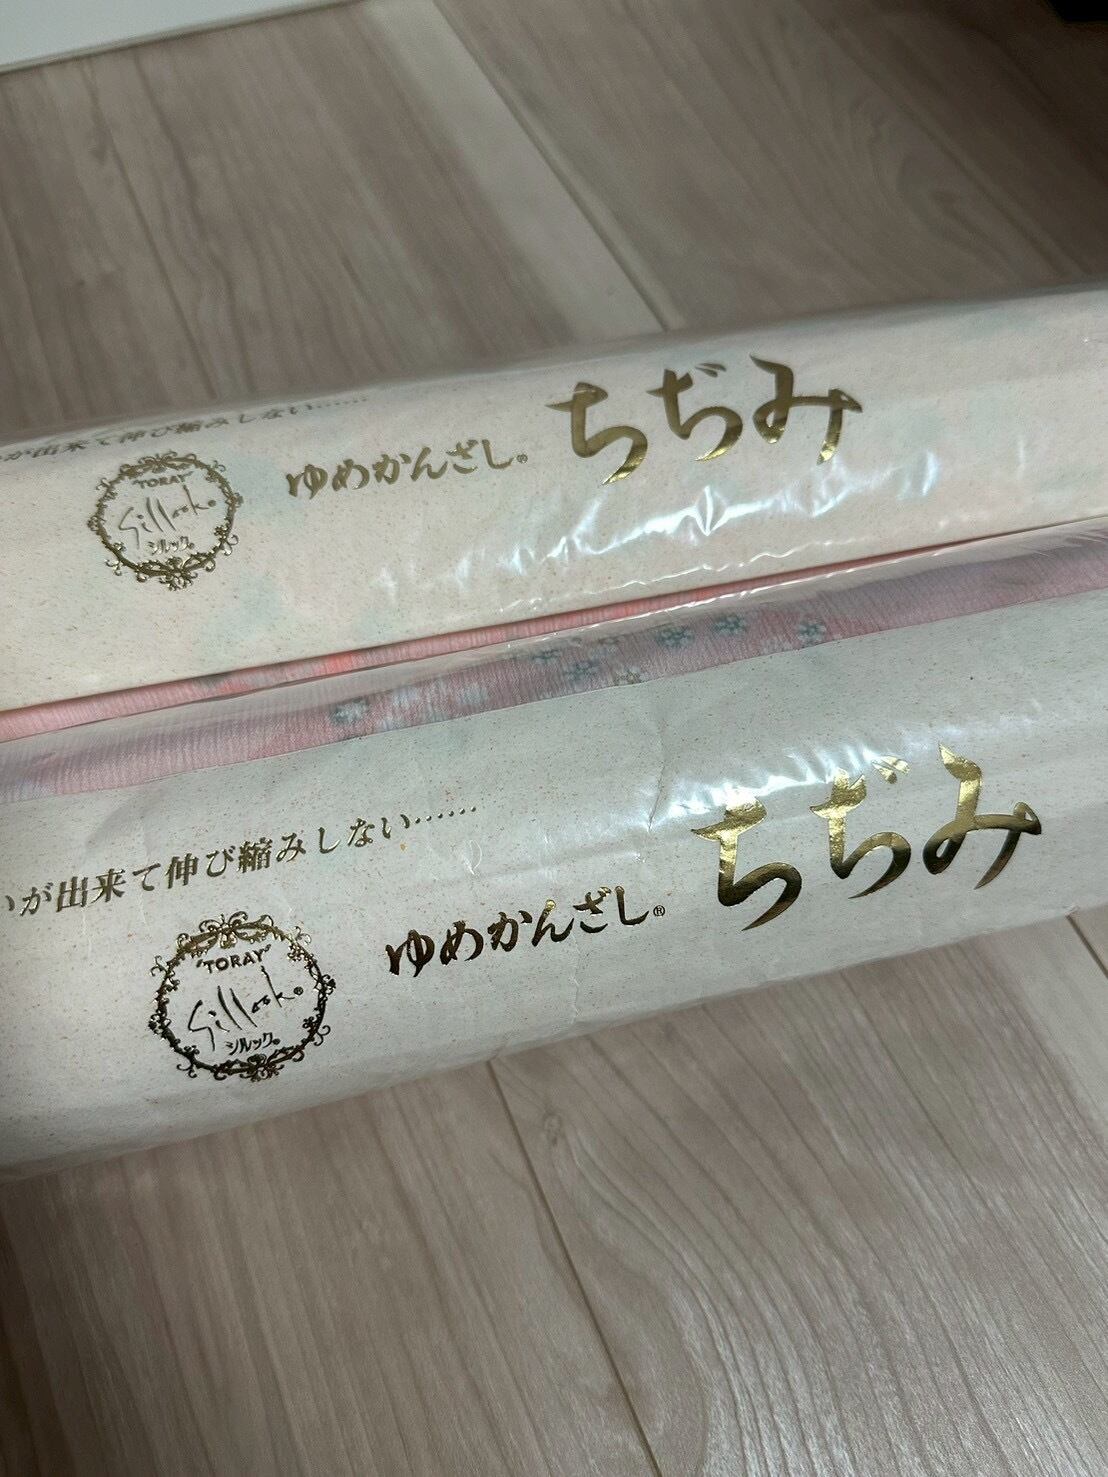 が出来て伸び縮みしない……
ゆめかんざし® ちぢみ
"TORAY"
Sillook®
シルック®
いが出来て伸び縮みしない……
ゆめかんざし® ちぢみ
"TORAY"
Sillook®
シルック®